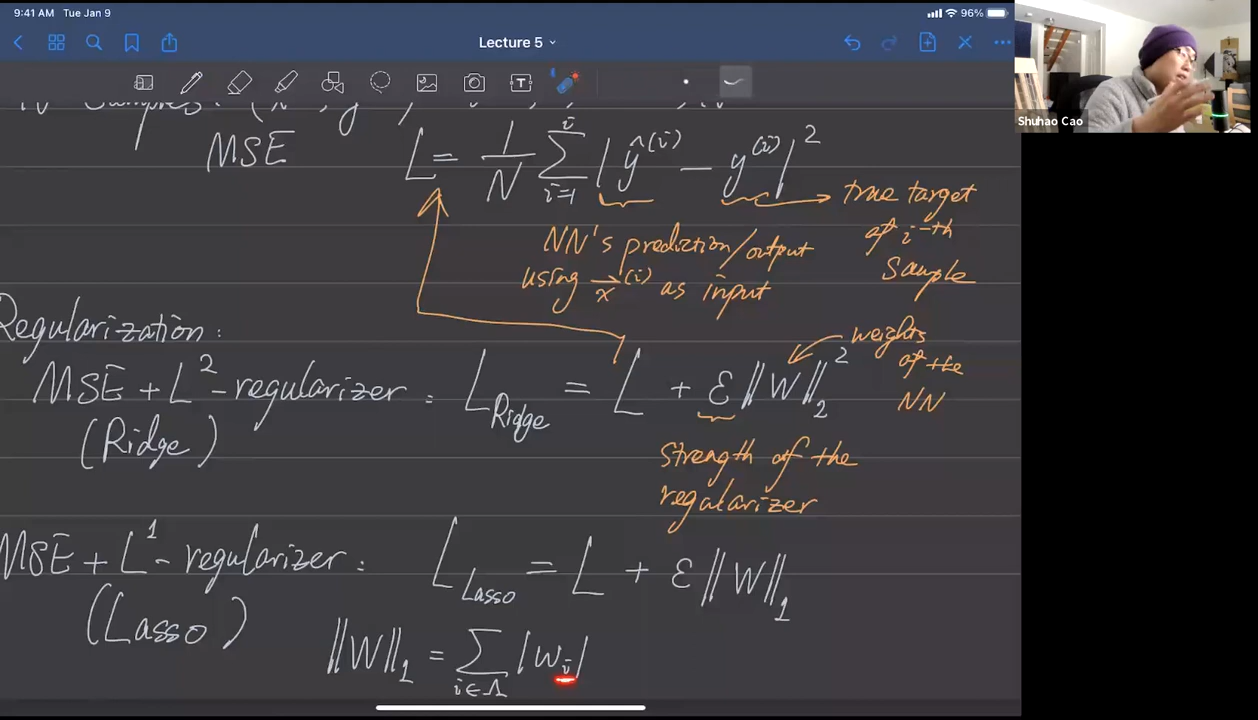 9:41 AM Tue Jan 9
96%
Lecture 5
Shuhao Cao
MSE L = 1/N Σ_{i=1}^{i} |ŷ^(i) − y^(i)|²
true target
of i-th
Sample
NN's prediction/output
using x⃗^(i) as input
Regularization:
MSE + L²-regularizer: L_Ridge = L + ε‖W‖₂²
(Ridge)
weights
of the
NN
Strength of the
regularizer
MSE + L¹-regularizer: L_Lasso = L + ε‖W‖₁
(Lasso)
‖W‖₁ = Σ_{i∈Λ} |w_i|